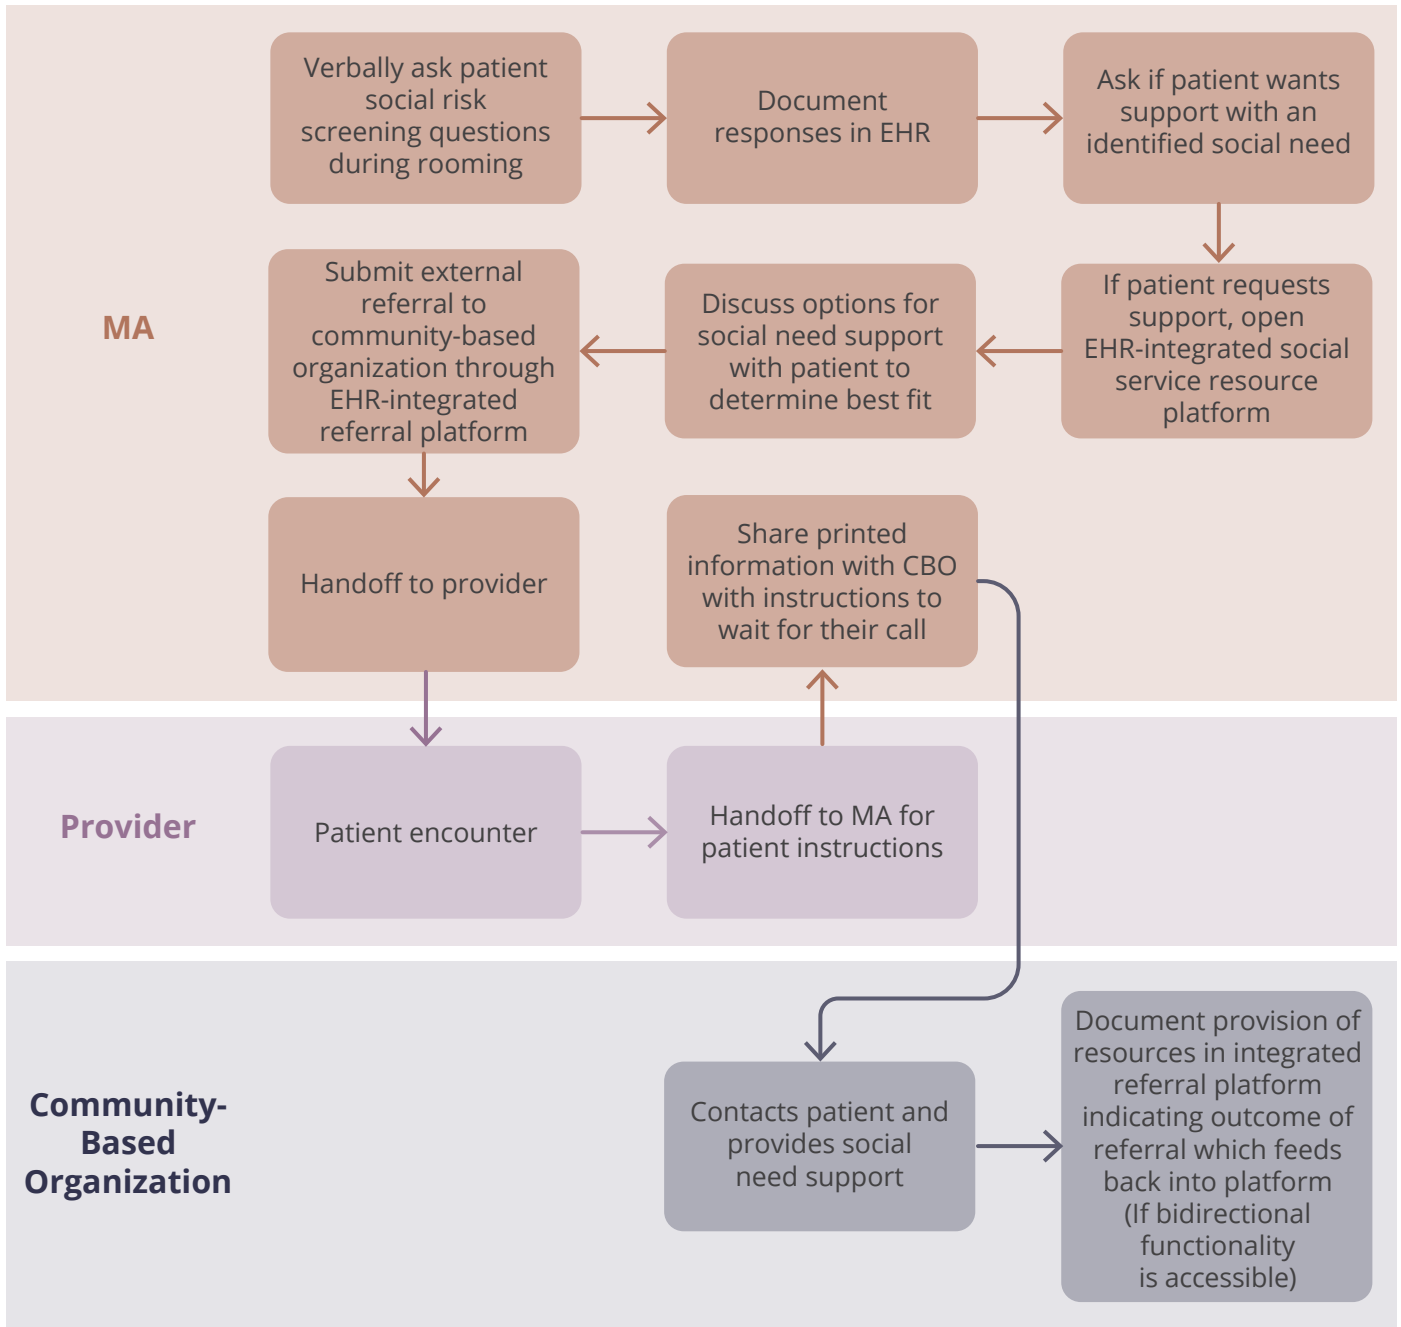 MA
Verbally ask patient
social risk
screening questions
during rooming
Document
responses in EHR
Ask if patient wants
support with an
identified social need
If patient requests
support, open
EHR-integrated social
service resource
platform
Discuss options for
social need support
with patient to
determine best fit
Submit external
referral to
community-based
organization through
EHR-integrated
referral platform
Handoff to provider
Share printed
information with CBO
with instructions to
wait for their call
Provider
Patient encounter
Handoff to MA for
patient instructions
Community-
Based
Organization
Contacts patient and
provides social
need support
Document provision of
resources in integrated
referral platform
indicating outcome of
referral which feeds
back into platform
(If bidirectional
functionality
is accessible)